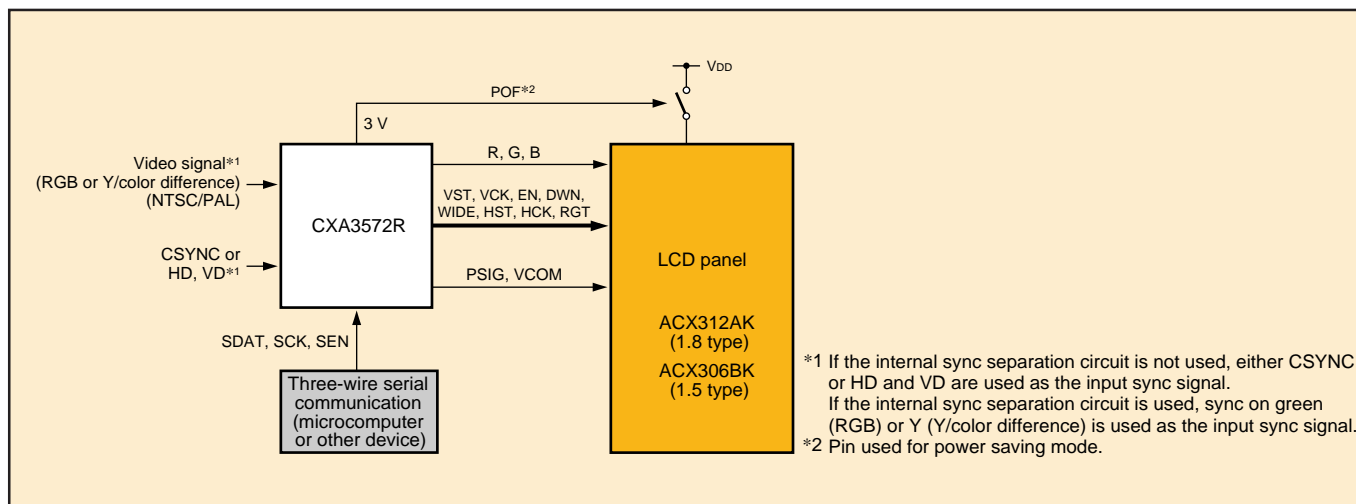 VDD
POF*2
3 V
Video signal*1
(RGB or Y/color difference)
(NTSC/PAL)
R, G, B
VST, VCK, EN, DWN,
WIDE, HST, HCK, RGT
CXA3572R
LCD panel
CSYNC or
HD, VD*1
PSIG, VCOM
ACX312AK
(1.8 type)
ACX306BK
(1.5 type)
SDAT, SCK, SEN
Three-wire serial
communication
(microcomputer
or other device)
*1 If the internal sync separation circuit is not used, either CSYNC
or HD and VD are used as the input sync signal.
If the internal sync separation circuit is used, sync on green
(RGB) or Y (Y/color difference) is used as the input sync signal.
*2 Pin used for power saving mode.